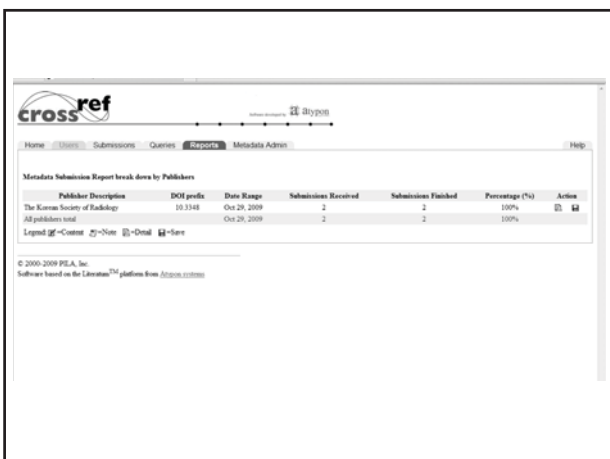 crossref
Software developed by atypon
Home Users Submissions Queries Reports Metadata Admin Help
Metadata Submission Report break down by Publishers
Publisher Description DOI prefix Date Range Submissions Received Submissions Finished Percentage (%) Action
The Korean Society of Radiology 10.3348 Oct 29, 2009 2 2 100%
All publishers total Oct 29, 2009 2 2 100%
Legend =Content =Note =Detail =Save
© 2000-2009 PILA, Inc.
Software based on the Literatum™ platform from Atypon systems